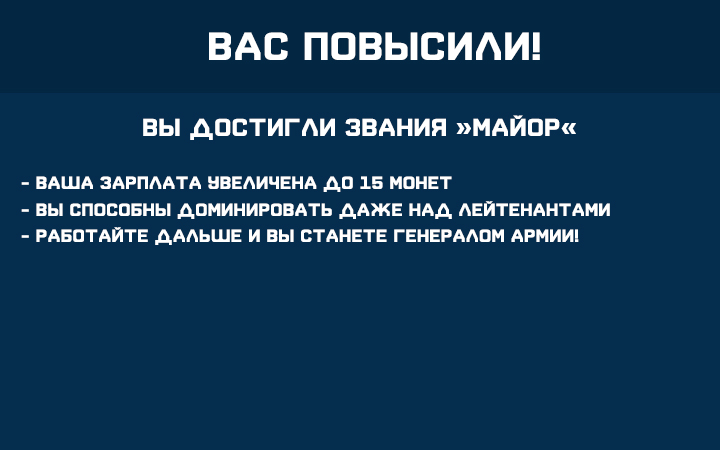 ВАС ПОВЫСИЛИ!
ВЫ ДОСТИГЛИ ЗВАНИЯ »МАЙОР«
- ВАША ЗАРПЛАТА УВЕЛИЧЕНА ДО 15 МОНЕТ
- ВЫ СПОСОБНЫ ДОМИНИРОВАТЬ ДАЖЕ НАД ЛЕЙТЕНАНТАМИ
- РАБОТАЙТЕ ДАЛЬШЕ И ВЫ СТАНЕТЕ ГЕНЕРАЛОМ АРМИИ!